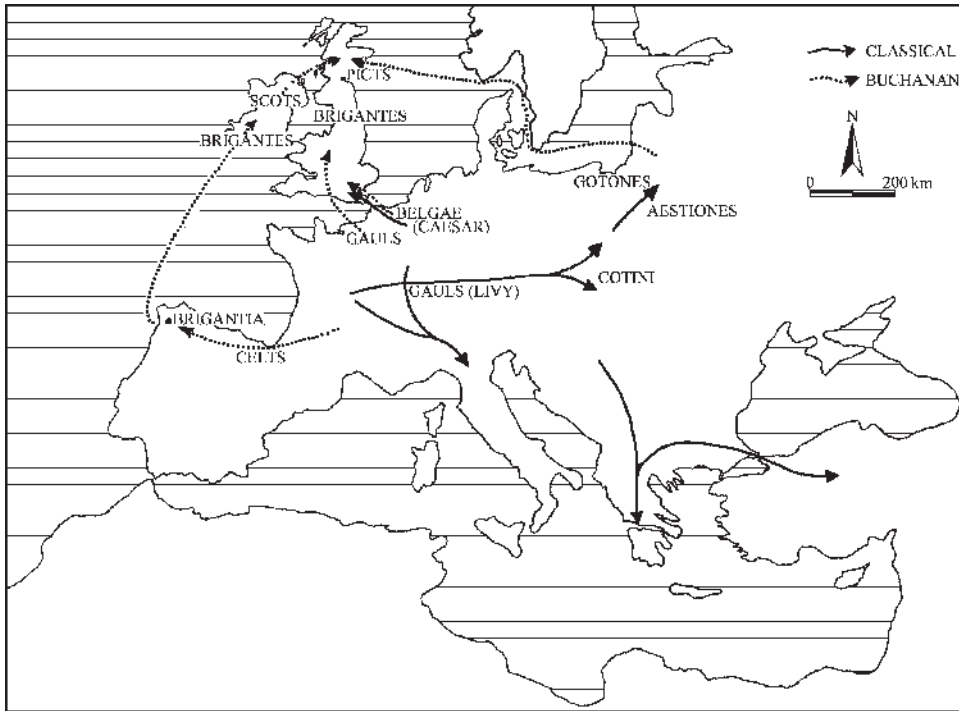 CLASSICAL
PICTS
BUCHANAN
SCOTS
BRIGANTES
BRIGANTES
N
0 200 km
GOTONES
AESTIONES
BELGAE
(CAESAR)
GAULS
COTINI
GAULS (LIVY)
BRIGANTIA
CELTS